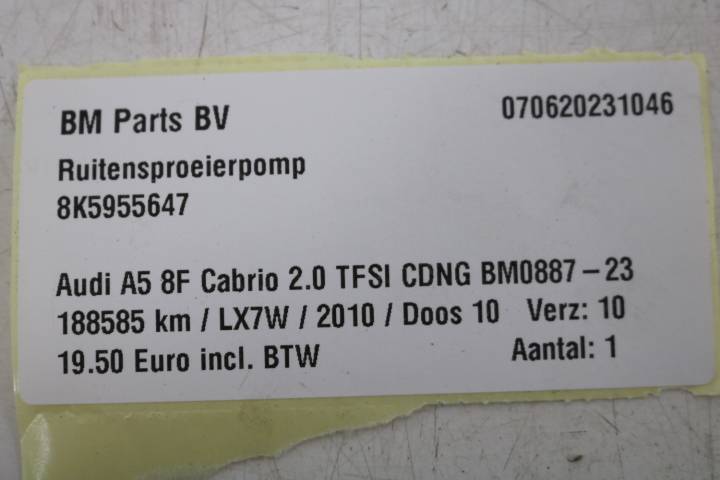 BM Parts BV 070620231046
Ruitensproeierpomp
8K5955647
Audi A5 8F Cabrio 2.0 TFSI CDNG BM0887-23
188585 km / LX7W / 2010 / Doos 10 Verz: 10
19.50 Euro incl. BTW Aantal: 1